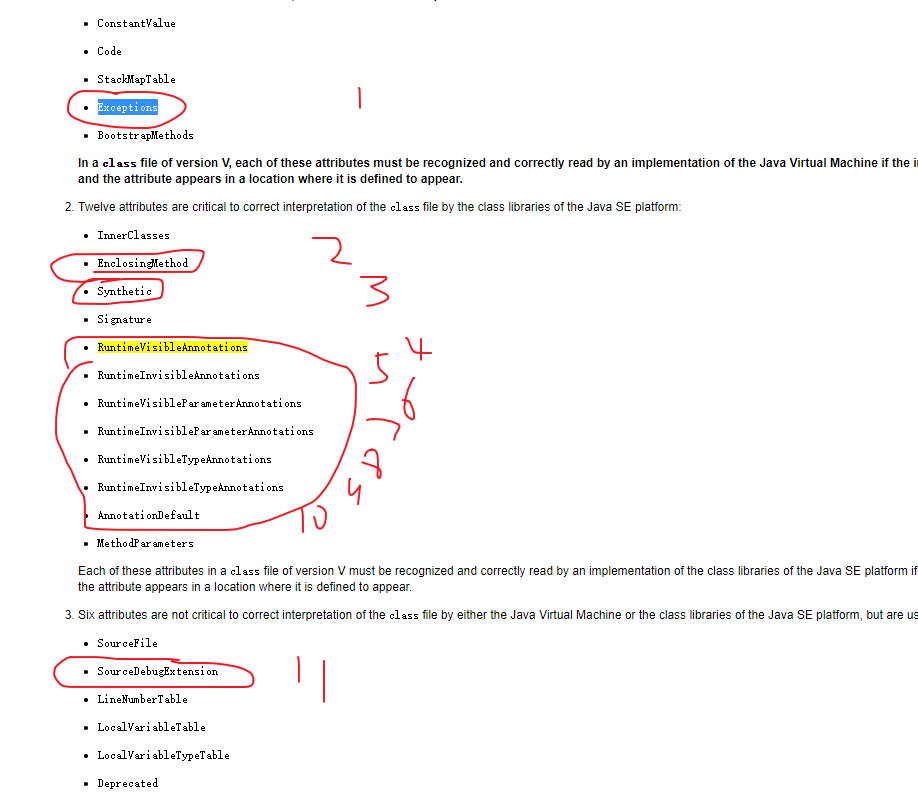 • ConstantValue
• Code
• StackMapTable
• Exceptions
1
• BootstrapMethods
In a class file of version V, each of these attributes must be recognized and correctly read by an implementation of the Java Virtual Machine if the
and the attribute appears in a location where it is defined to appear.
2. Twelve attributes are critical to correct interpretation of the class file by the class libraries of the Java SE platform:
• InnerClasses
2
• EnclosingMethod
• Synthetic
3
• Signature
• RuntimeVisibleAnnotations
4
• RuntimeInvisibleAnnotations
5
• RuntimeVisibleParameterAnnotations
6
• RuntimeInvisibleParameterAnnotations
7
• RuntimeVisibleTypeAnnotations
8
• RuntimeInvisibleTypeAnnotations
9
• AnnotationDefault
10
• MethodParameters
Each of these attributes in a class file of version V must be recognized and correctly read by an implementation of the class libraries of the Java SE platform if
the attribute appears in a location where it is defined to appear.
3. Six attributes are not critical to correct interpretation of the class file by either the Java Virtual Machine or the class libraries of the Java SE platform, but are us
• SourceFile
• SourceDebugExtension
11
• LineNumberTable
• LocalVariableTable
• LocalVariableTypeTable
• Deprecated